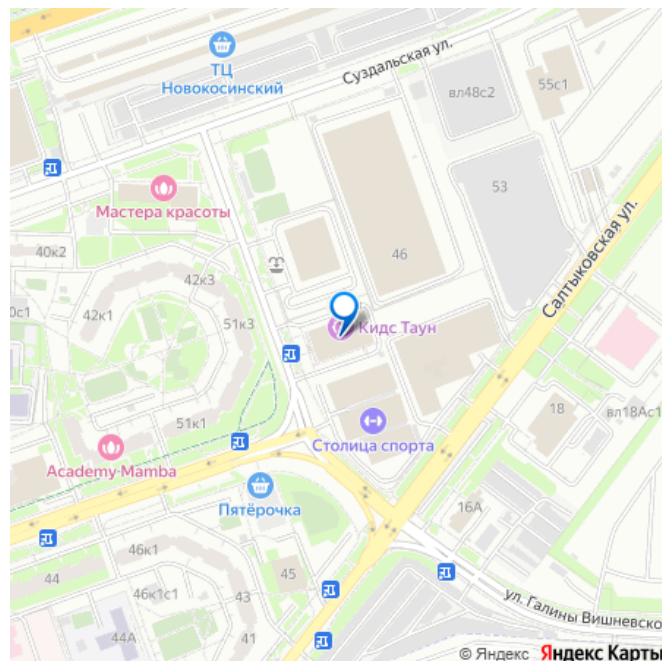 ТЦ
Новокосинский
Суздальская ул.
55с1
вл48с2
53
Мастера красоты
46
40к2
42к3
Салтыковская ул.
0с1
42к1
51к3
Кидс Таун
18
вл18Ас1
51к1
Столица спорта
Academy Mamba
Пятёрочка
16А
46к1
45
44
46к1с1
43
ул. Галины Вишневско
44А
41
© Яндекс Яндекс Карты